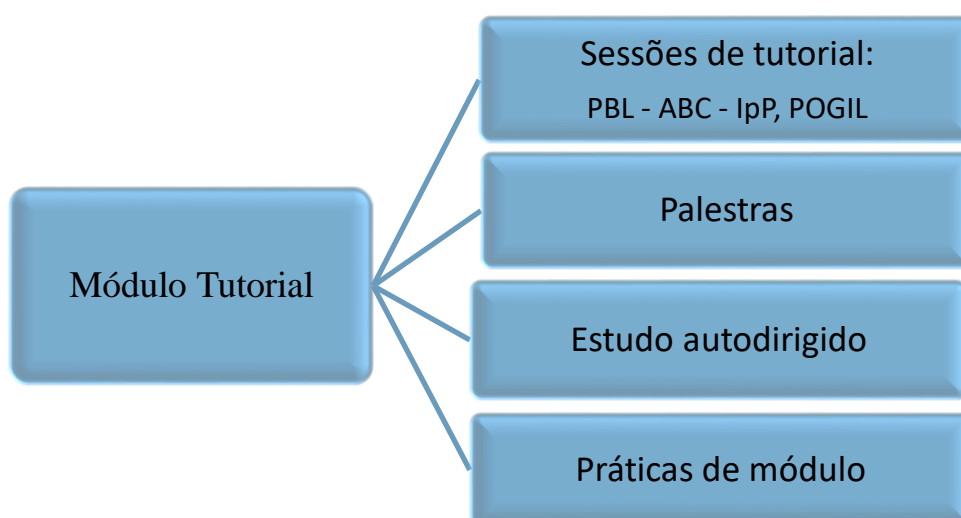 Módulo Tutorial
Sessões de tutorial:
PBL - ABC - IpP, POGIL
Palestras
Estudo autodirigido
Práticas de módulo